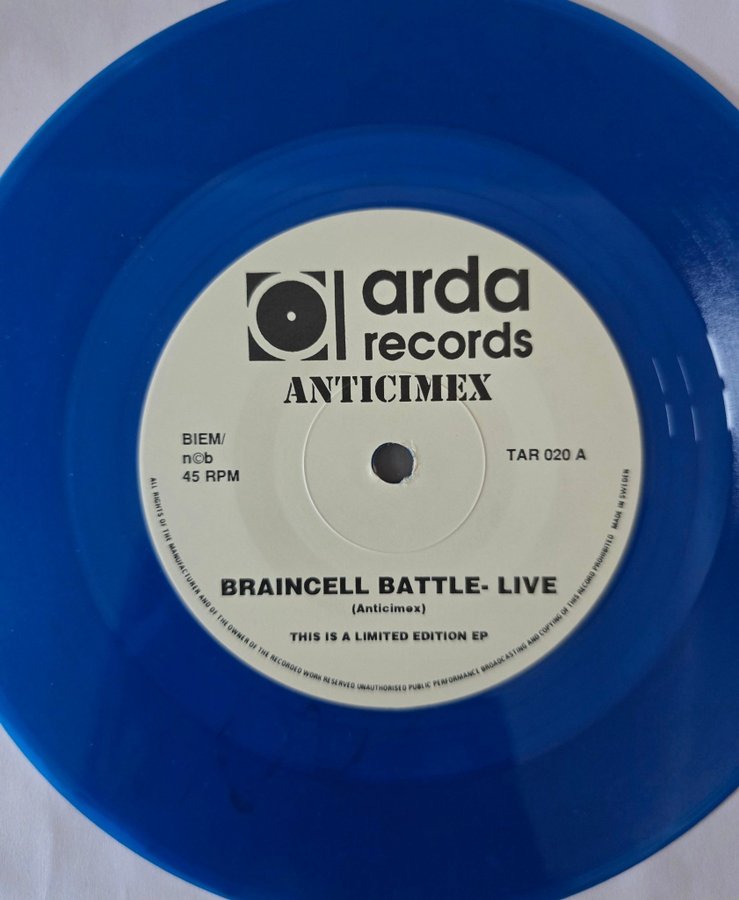 arda
records
ANTICIMEX
BIEM/
n©b
45 RPM
TAR 020 A
BRAINCELL BATTLE- LIVE
(Anticimex)
THIS IS A LIMITED EDITION EP
ALL RIGHTS OF THE MANUFACTURER AND OF THE OWNER OF THE RECORDED WORK RESERVED UNAUTHORISED PUBLIC PERFORMANCE BROADCASTING AND COPYING OF THIS RECORD PROHIBITED MADE IN SWEDEN